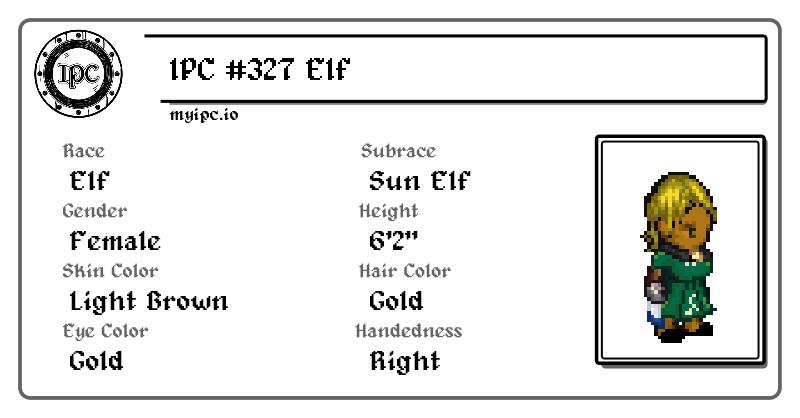 IPC
IPC #327 Elf
myipc.io
Race
Elf
Subrace
Sun Elf
Gender
Female
Height
6'2"
Skin Color
Light Brown
Hair Color
Gold
Eye Color
Gold
Handedness
Right